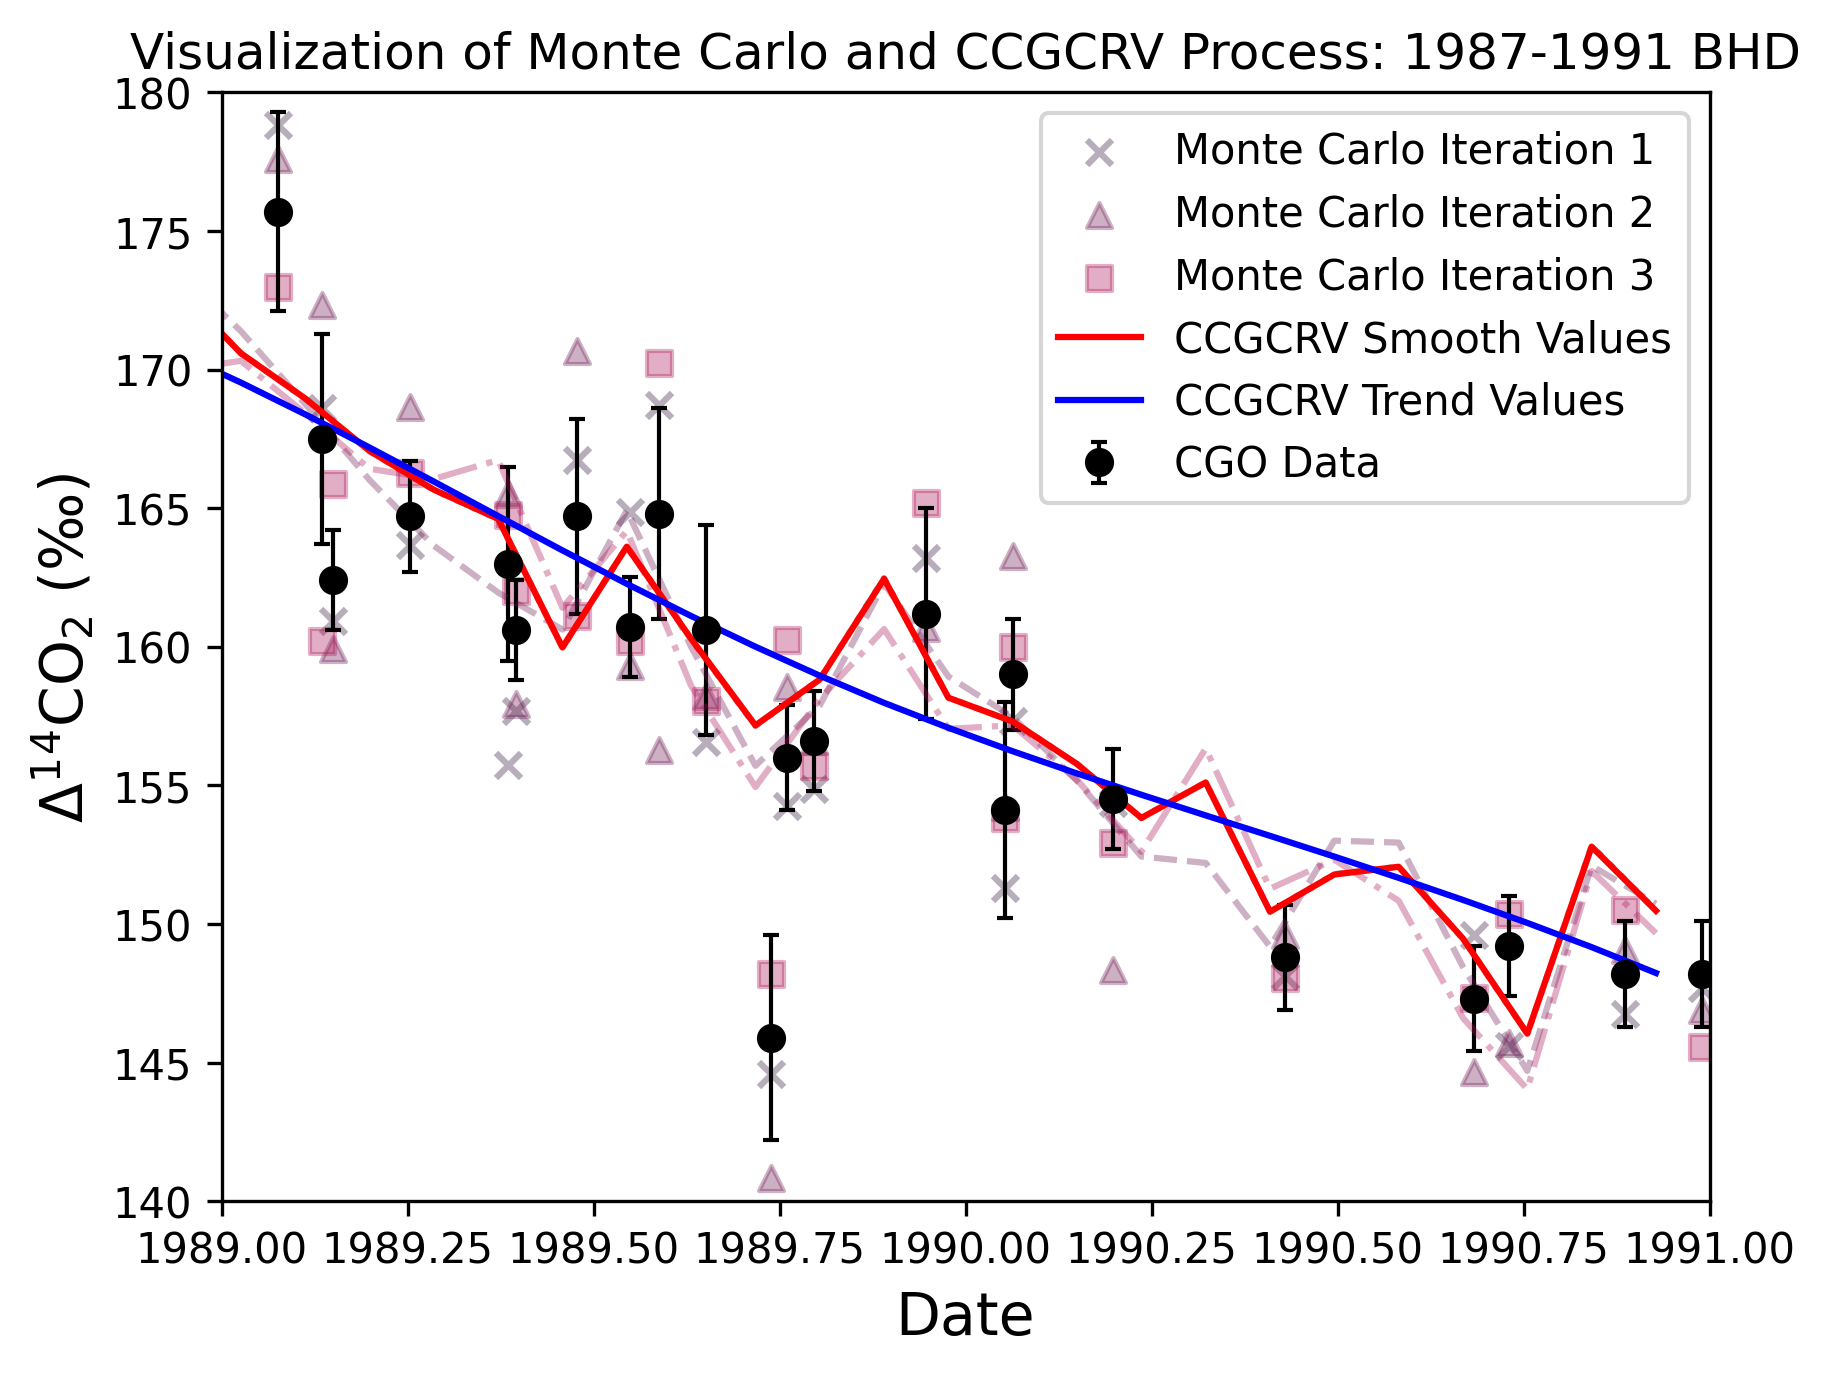 Visualization of Monte Carlo and CCGCRV Process: 1987-1991 BHD
Monte Carlo Iteration 1
Monte Carlo Iteration 2
Monte Carlo Iteration 3
CCGCRV Smooth Values
CCGCRV Trend Values
CGO Data
Δ¹⁴CO₂ (‰)
180
175
170
165
160
155
150
145
140
1989.00 1989.25 1989.50 1989.75 1990.00 1990.25 1990.50 1990.75 1991.00
Date